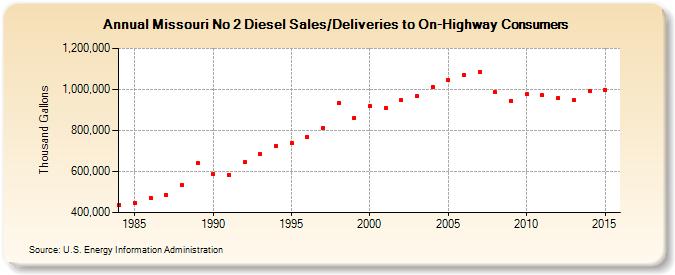 Annual Missouri No 2 Diesel Sales/Deliveries to On-Highway Consumers
Thousand Gallons
1,200,000
1,000,000
800,000
600,000
400,000
1985 1990 1995 2000 2005 2010 2015
Source: U.S. Energy Information Administration